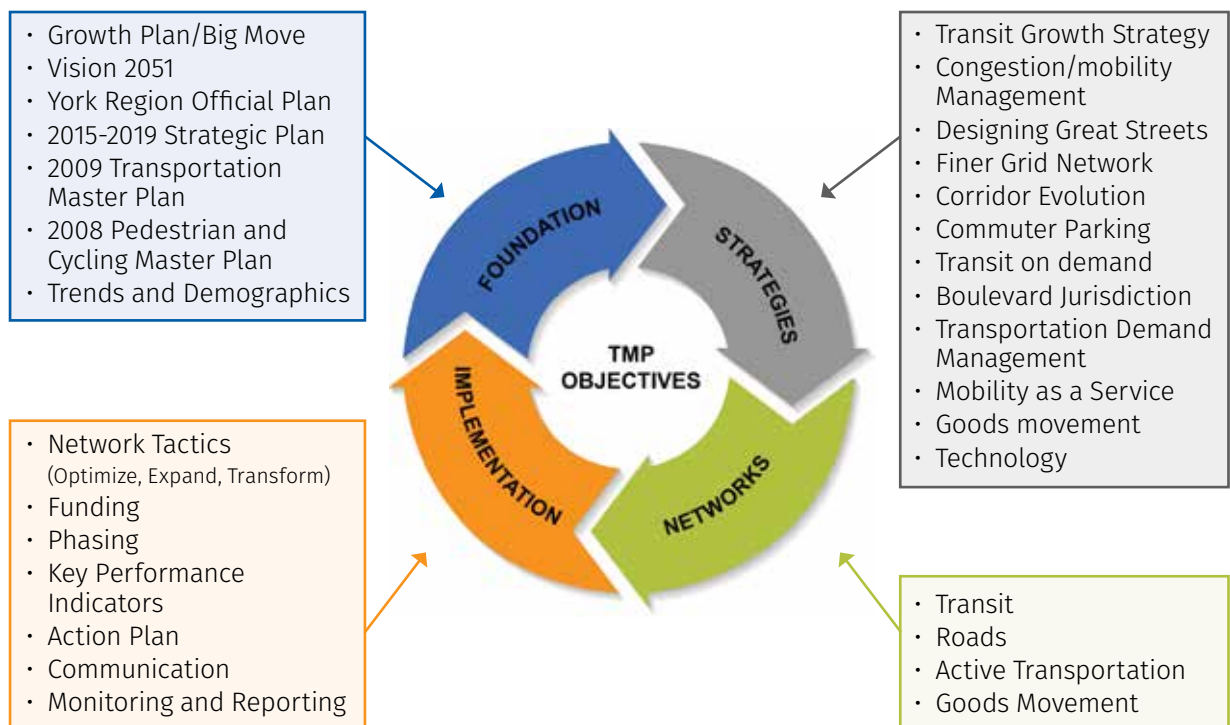 · Growth Plan/Big Move
· Vision 2051
· York Region Official Plan
· 2015-2019 Strategic Plan
· 2009 Transportation
Master Plan
· 2008 Pedestrian and
Cycling Master Plan
· Trends and Demographics
· Transit Growth Strategy
· Congestion/mobility
Management
· Designing Great Streets
· Finer Grid Network
· Corridor Evolution
· Commuter Parking
· Transit on demand
· Boulevard Jurisdiction
· Transportation Demand
Management
· Mobility as a Service
· Goods movement
· Technology
FOUNDATION
STRATEGIES
TMP
OBJECTIVES
IMPLEMENTATION
NETWORKS
· Network Tactics
(Optimize, Expand, Transform)
· Funding
· Phasing
· Key Performance
Indicators
· Action Plan
· Communication
· Monitoring and Reporting
· Transit
· Roads
· Active Transportation
· Goods Movement